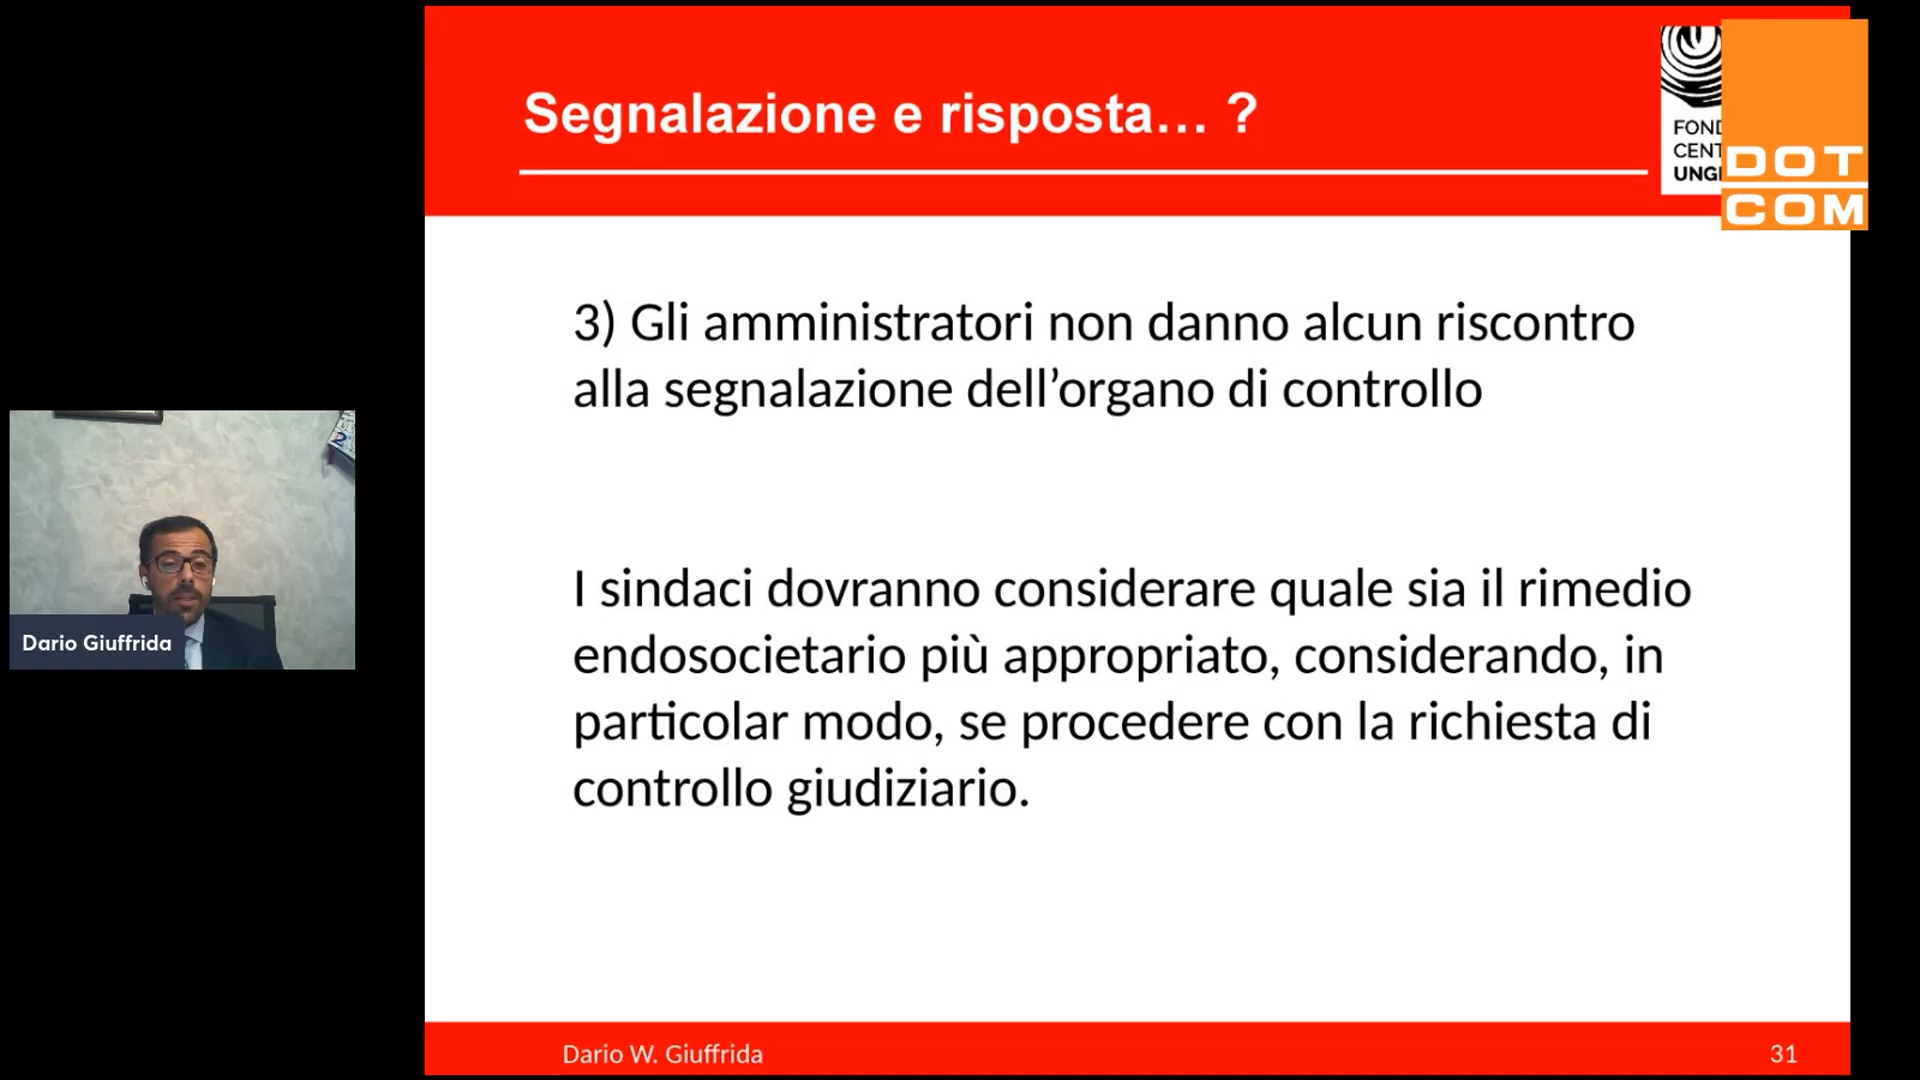 Segnalazione e risposta… ?
FOND
CENT
UNG
DOT
COM
3) Gli amministratori non danno alcun riscontro
alla segnalazione dell’organo di controllo
I sindaci dovranno considerare quale sia il rimedio
endosocietario più appropriato, considerando, in
particolar modo, se procedere con la richiesta di
controllo giudiziario.
Dario Giuffrida
Dario W. Giuffrida
31